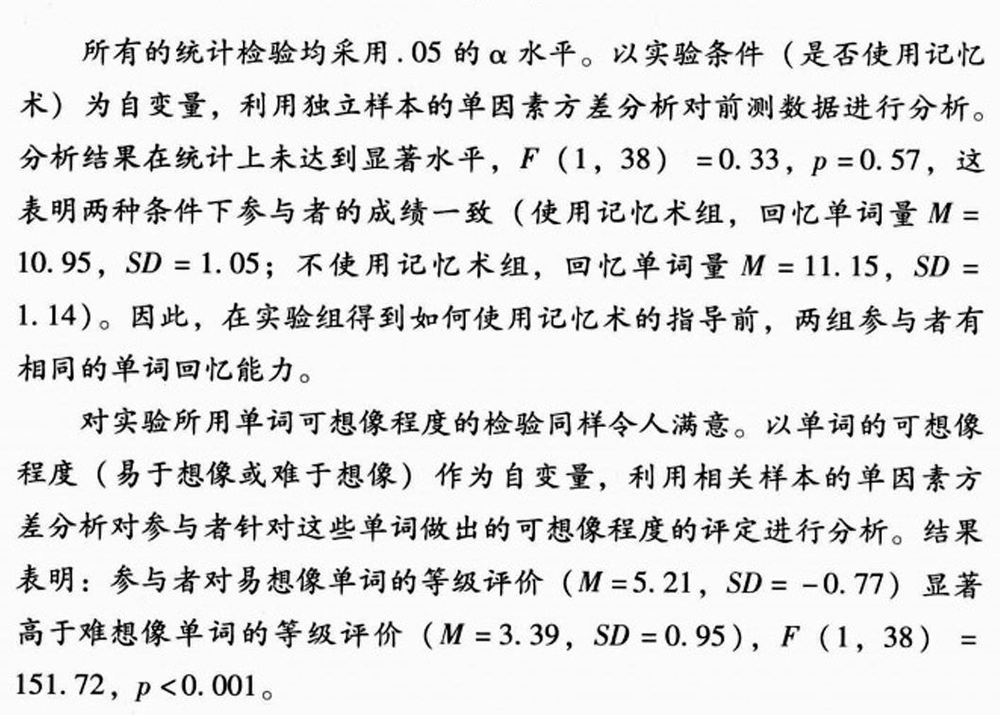 所有的统计检验均采用.05的α水平。以实验条件（是否使用记忆
术）为自变量，利用独立样本的单因素方差分析对前测数据进行分析。
分析结果在统计上未达到显著水平，F（1，38）=0.33，p=0.57，这
表明两种条件下参与者的成绩一致（使用记忆术组，回忆单词量 M=
10.95，SD=1.05；不使用记忆术组，回忆单词量 M=11.15，SD=
1.14）。因此，在实验组得到如何使用记忆术的指导前，两组参与者有
相同的单词回忆能力。
对实验所用单词可想像程度的检验同样令人满意。以单词的可想像
程度（易于想像或难于想像）作为自变量，利用相关样本的单因素方
差分析对参与者针对这些单词做出的可想像程度的评定进行分析。结果
表明：参与者对易想像单词的等级评价（M=5.21，SD=-0.77）显著
高于难想像单词的等级评价（M=3.39，SD=0.95），F（1，38）=
151.72，p<0.001。